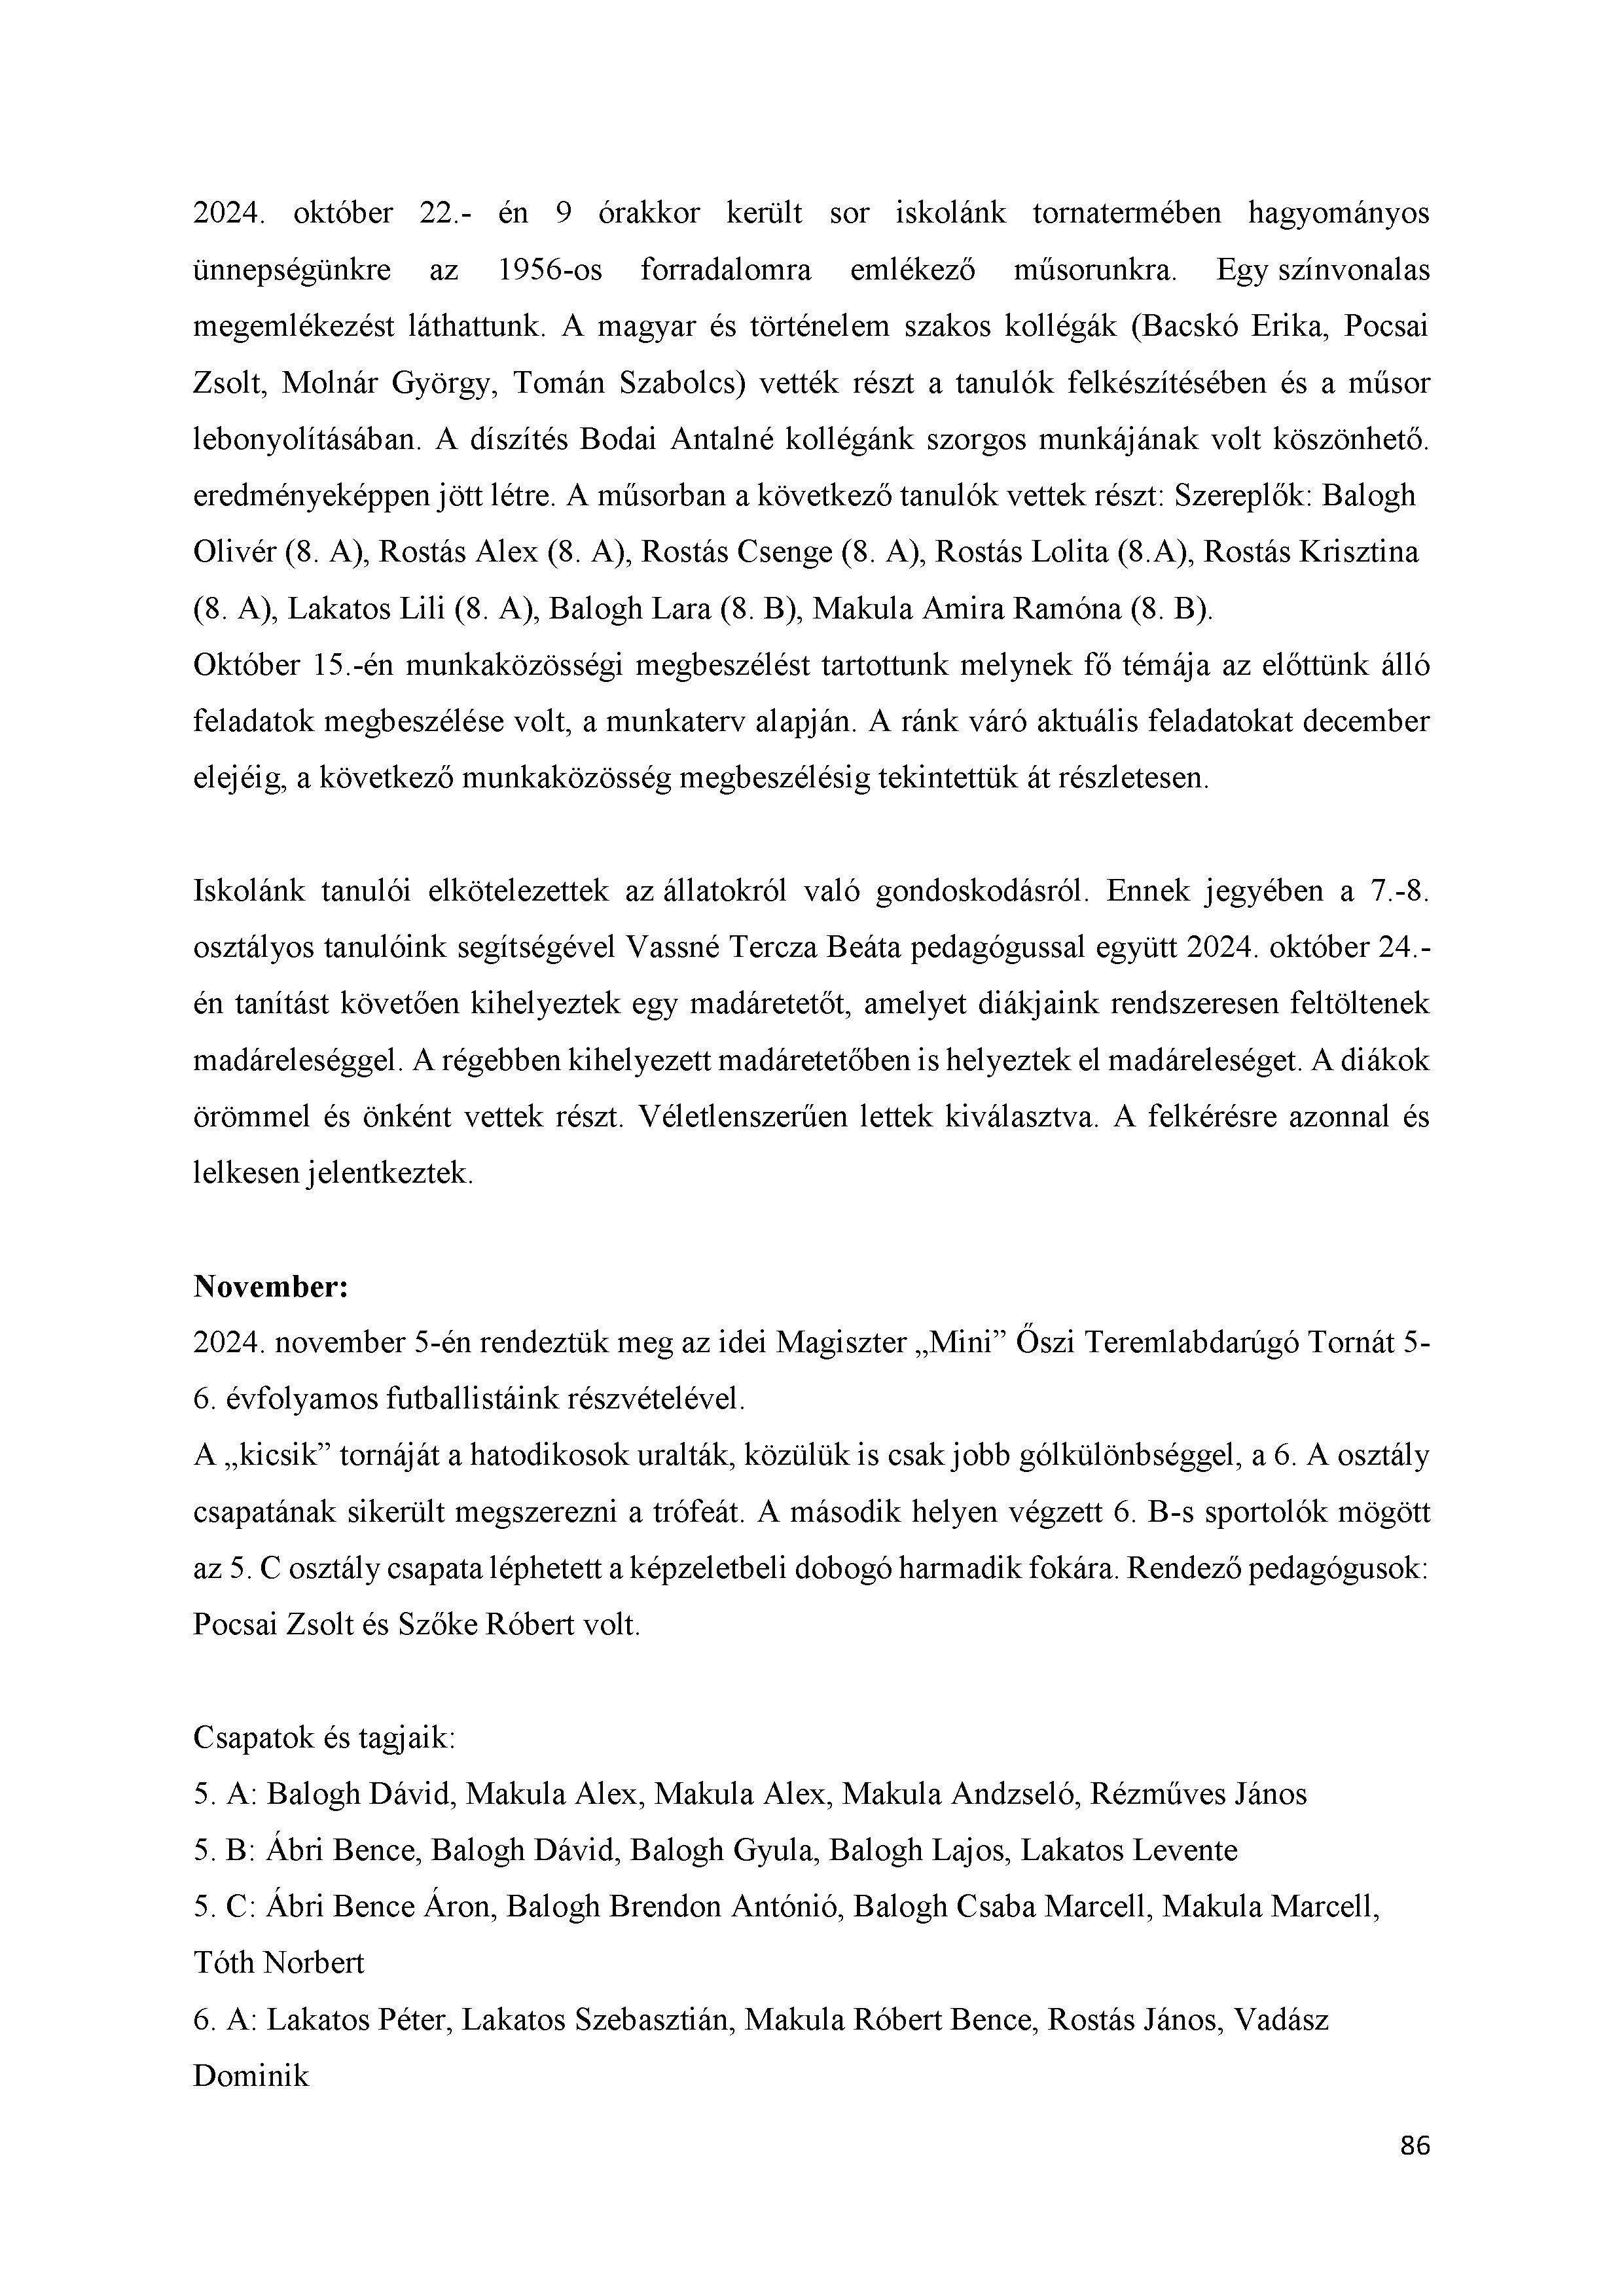 2024. október 22.- én 9 órakkor került sor iskolánk tornatermében hagyományos
ünnepségünkre az 1956-os forradalomra emlékező műsorunkra. Egy színvonalas
megemlékezést láthattunk. A magyar és történelem szakos kollégák (Bacskó Erika, Pocsai
Zsolt, Molnár György, Tomán Szabolcs) vették részt a tanulók felkészítésében és a műsor
lebonyolításában. A díszítés Bodai Antalné kollégánk szorgos munkájának volt köszönhető.
eredményeképpen jött létre. A műsorban a következő tanulók vettek részt: Szereplők: Balogh
Olivér (8. A), Rostás Alex (8. A), Rostás Csenge (8. A), Rostás Lolita (8.A), Rostás Krisztina
(8. A), Lakatos Lili (8. A), Balogh Lara (8. B), Makula Amira Ramóna (8. B).
Október 15.-én munkaközösségi megbeszélést tartottunk melynek fő témája az előttünk álló
feladatok megbeszélése volt, a munkaterv alapján. A ránk váró aktuális feladatokat december
elejéig, a következő munkaközösség megbeszélésig tekintettük át részletesen.
Iskolánk tanulói elkötelezettek az állatokról való gondoskodásról. Ennek jegyében a 7.-8.
osztályos tanulóink segítségével Vassné Tercza Beáta pedagógussal együtt 2024. október 24.-
én tanítást követően kihelyeztek egy madáretetőt, amelyet diákjaink rendszeresen feltöltenek
madáreleséggel. A régebben kihelyezett madáretetőben is helyeztek el madáreleséget. A diákok
örömmel és önként vettek részt. Véletlenszerűen lettek kiválasztva. A felkérésre azonnal és
lelkesen jelentkeztek.
November:
2024. november 5-én rendeztük meg az idei Magiszter „Mini” Őszi Teremlabdarúgó Tornát 5-
6. évfolyamos futballistáink részvételével.
A „kicsik” tornáját a hatodikosok uralták, közülük is csak jobb gólkülönbséggel, a 6. A osztály
csapatának sikerült megszerezni a trófeát. A második helyen végzett 6. B-s sportolók mögött
az 5. C osztály csapata léphetett a képzeletbeli dobogó harmadik fokára. Rendező pedagógusok:
Pocsai Zsolt és Szőke Róbert volt.
Csapatok és tagjaik:
5. A: Balogh Dávid, Makula Alex, Makula Alex, Makula Andzseló, Rézműves János
5. B: Ábri Bence, Balogh Dávid, Balogh Gyula, Balogh Lajos, Lakatos Levente
5. C: Ábri Bence Áron, Balogh Brendon Antónió, Balogh Csaba Marcell, Makula Marcell,
Tóth Norbert
6. A: Lakatos Péter, Lakatos Szebasztián, Makula Róbert Bence, Rostás János, Vadász
Dominik
86